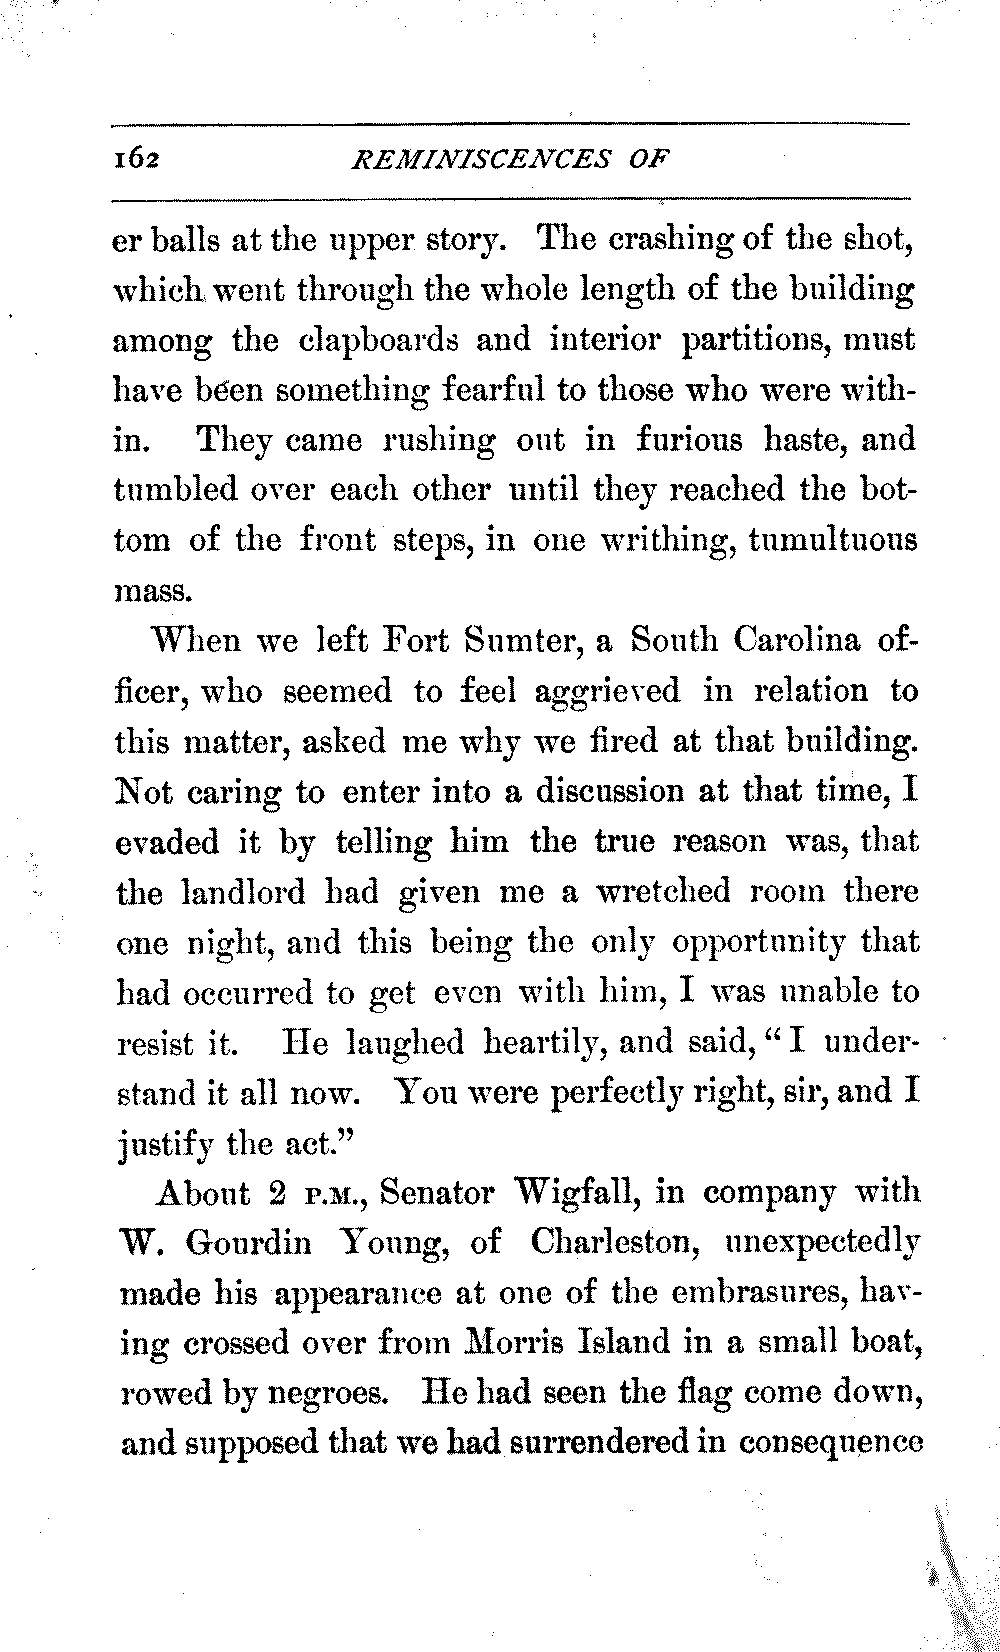 162 REMINISCENCES OF
er balls at the upper story. The crashing of the shot,
which went through the whole length of the building
among the clapboards and interior partitions, must
have been something fearful to those who were with-
in. They came rushing out in furious haste, and
tumbled over each other until they reached the bot-
tom of the front steps, in one writhing, tumultuous
mass.
When we left Fort Sumter, a South Carolina of-
ficer, who seemed to feel aggrieved in relation to
this matter, asked me why we fired at that building.
Not caring to enter into a discussion at that time, I
evaded it by telling him the true reason was, that
the landlord had given me a wretched room there
one night, and this being the only opportunity that
had occurred to get even with him, I was unable to
resist it. He laughed heartily, and said, “I under-
stand it all now. You were perfectly right, sir, and I
justify the act.”
About 2 P.M., Senator Wigfall, in company with
W. Gourdin Young, of Charleston, unexpectedly
made his appearance at one of the embrasures, hav-
ing crossed over from Morris Island in a small boat,
rowed by negroes. He had seen the flag come down,
and supposed that we had surrendered in consequence